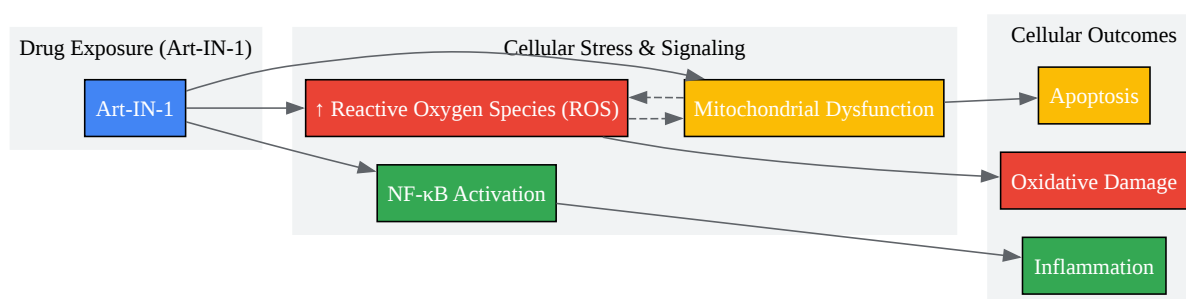 Drug Exposure (Art-IN-1)
Art-IN-1
Cellular Stress & Signaling
↑ Reactive Oxygen Species (ROS)
Mitochondrial Dysfunction
NF-κB Activation
Cellular Outcomes
Apoptosis
Oxidative Damage
Inflammation